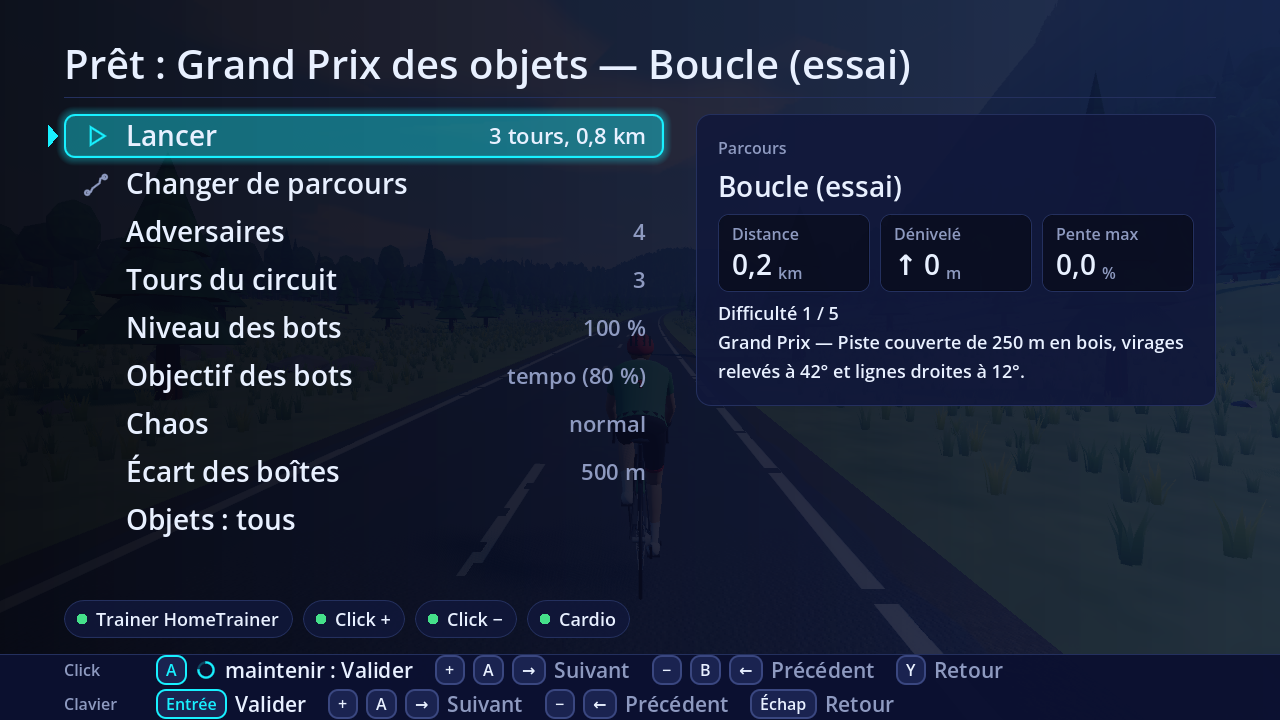 Prêt : Grand Prix des objets — Boucle (essai)
Lancer 3 tours, 0,8 km
Changer de parcours
Adversaires 4
Tours du circuit 3
Niveau des bots 100 %
Objectif des bots tempo (80 %)
Chaos normal
Écart des boîtes 500 m
Objets : tous
Parcours
Boucle (essai)
Distance Dénivelé Pente max
0,2 km ↑ 0 m 0,0 %
Difficulté 1 / 5
Grand Prix — Piste couverte de 250 m en bois, virages
relevés à 42° et lignes droites à 12°.
Trainer HomeTrainer Click + Click − Cardio
Click A maintenir : Valider + A → Suivant − B ← Précédent Y Retour
Clavier Entrée Valider + A → Suivant − ← Précédent Échap Retour